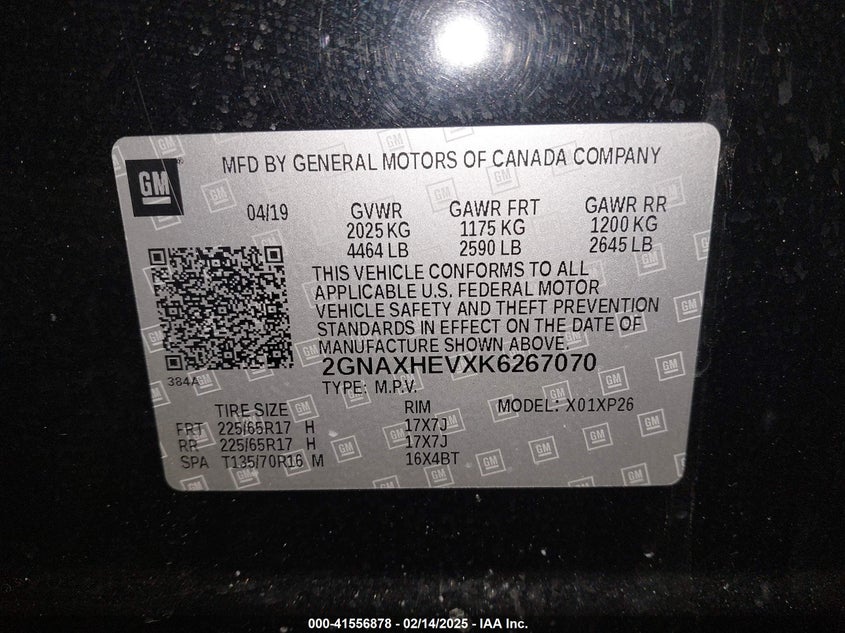 GM
MFD BY GENERAL MOTORS OF CANADA COMPANY
04/19 GVWR GAWR FRT GAWR RR
2025 KG 1175 KG 1200 KG
4464 LB 2590 LB 2645 LB
THIS VEHICLE CONFORMS TO ALL
APPLICABLE U.S. FEDERAL MOTOR
VEHICLE SAFETY AND THEFT PREVENTION
STANDARDS IN EFFECT ON THE DATE OF
MANUFACTURE SHOWN ABOVE.
384A
2GNAXHEVXK6267070
TYPE: M.P.V.
TIRE SIZE RIM MODEL: X01XP26
FRT 225/65R17 H 17X7J
RR 225/65R17 H 17X7J
SPA T135/70R16 M 16X4BT
000-41556878 - 02/14/2025 - IAA Inc.